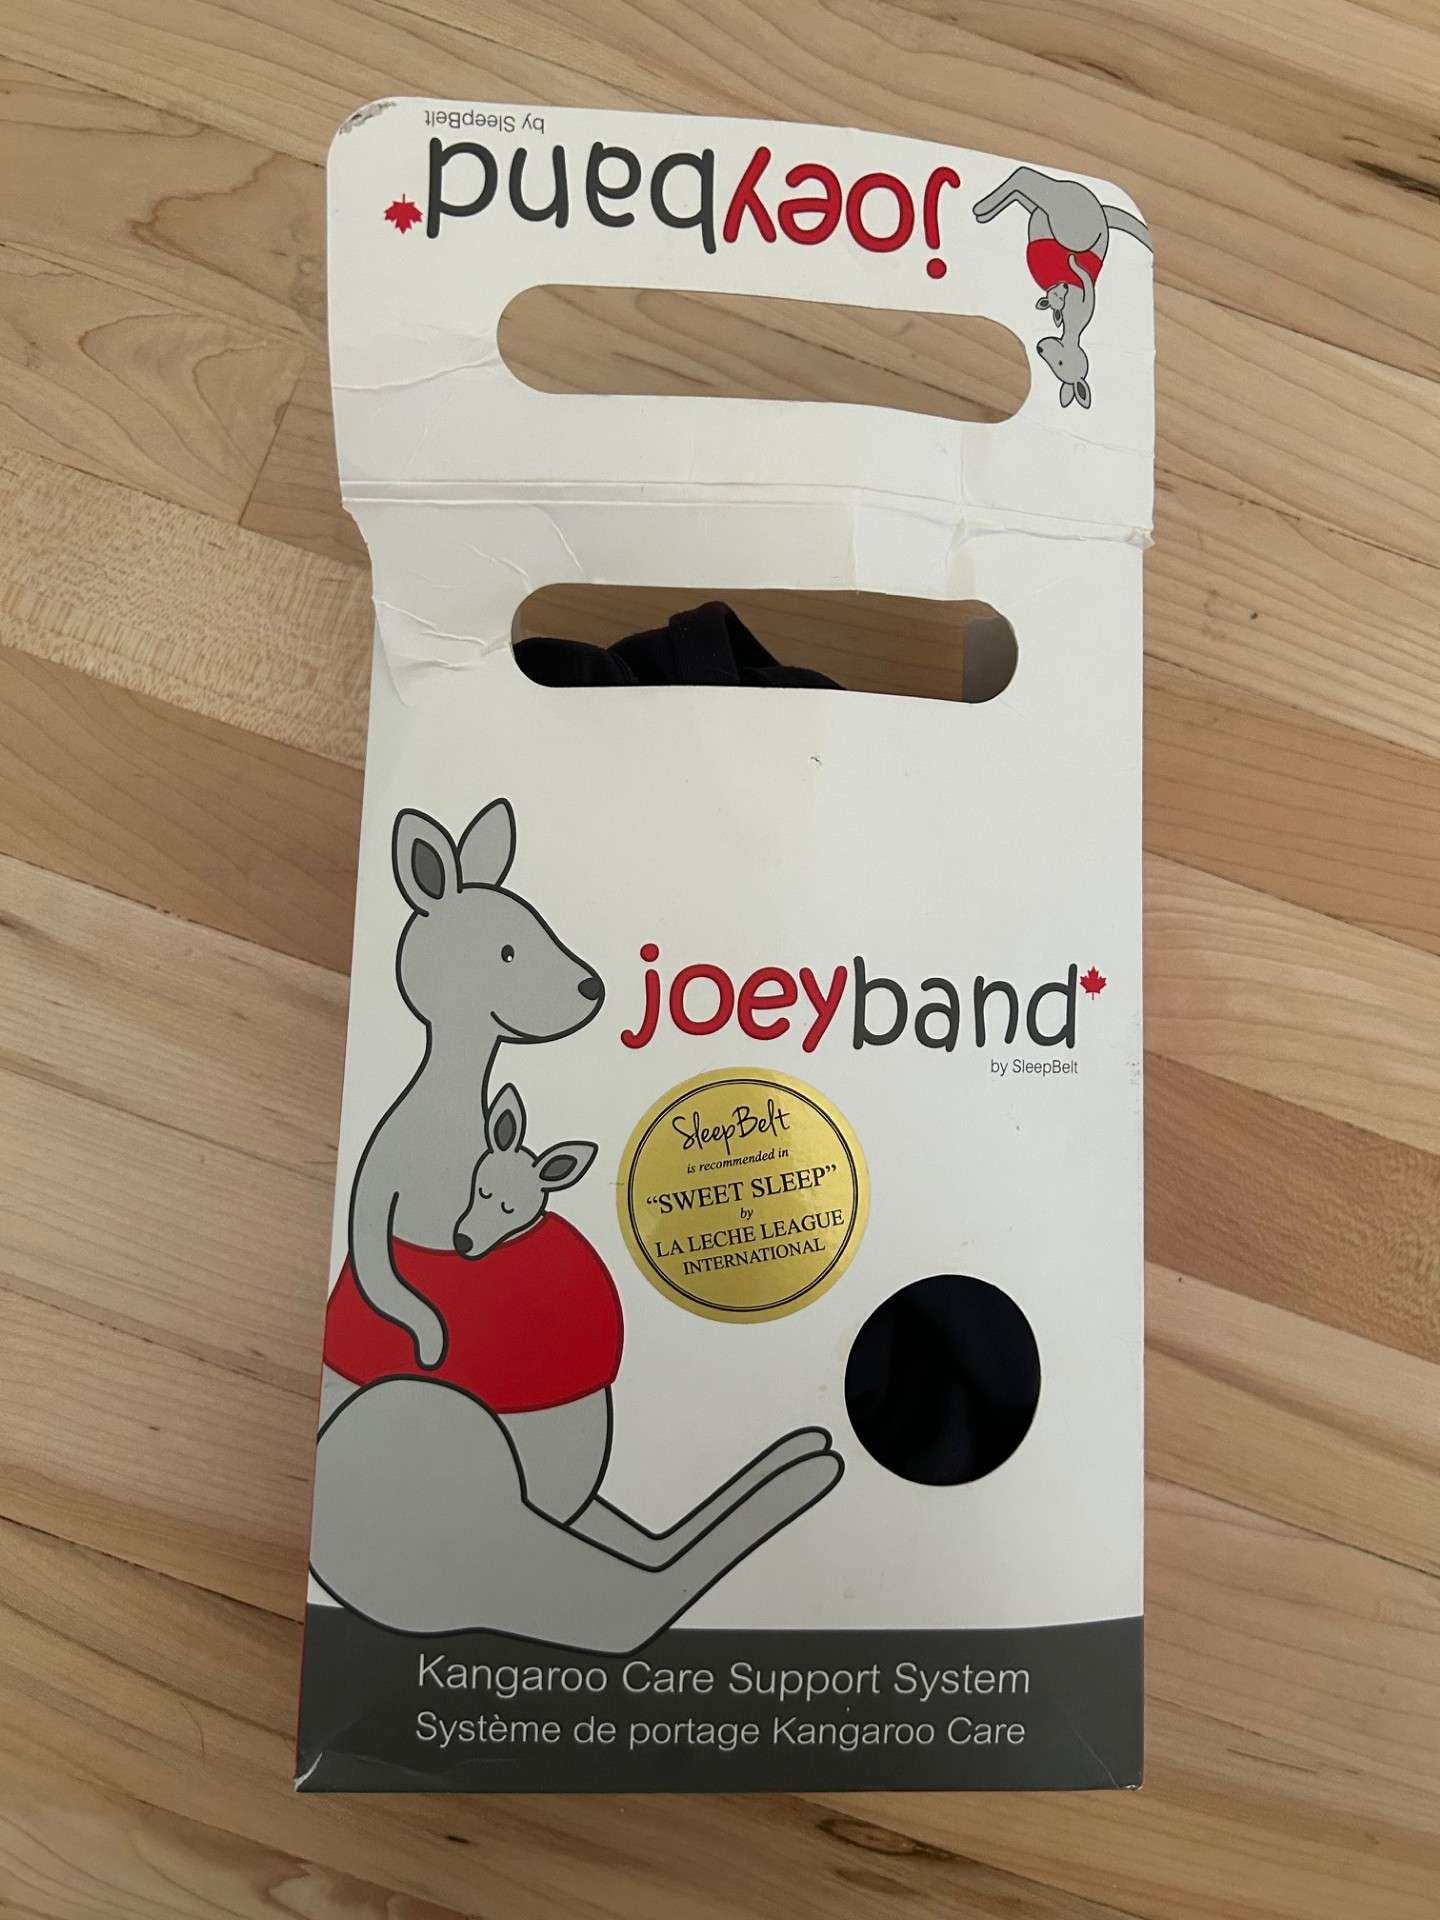 by SleepBelt
joeyband
joeyband
by SleepBelt
SleepBelt
is recommended in
“SWEET SLEEP”
by
LA LECHE LEAGUE
INTERNATIONAL
Kangaroo Care Support System
Système de portage Kangaroo Care